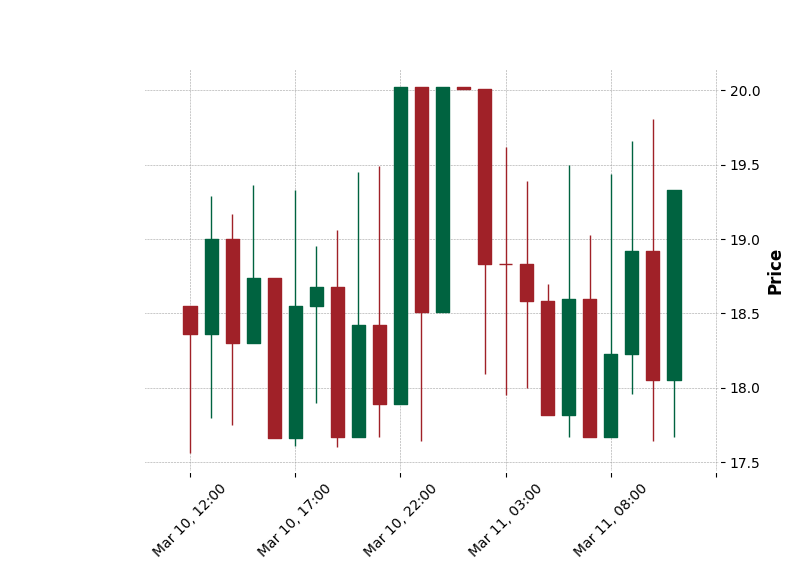 20.0
19.5
19.0
18.5
18.0
17.5
Price
Mar 10, 12:00
Mar 10, 17:00
Mar 10, 22:00
Mar 11, 03:00
Mar 11, 08:00